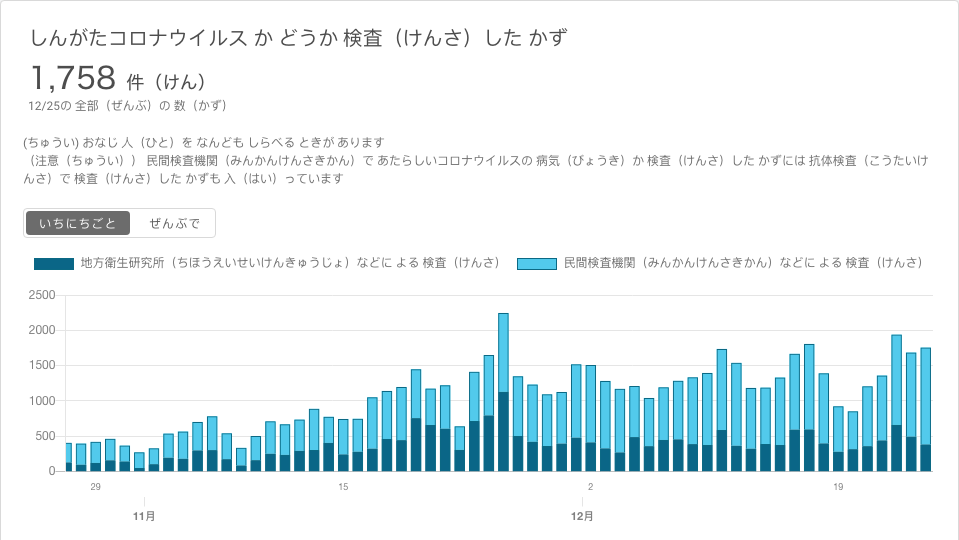 しんがたコロナウイルス か どうか 検査（けんさ）した かず
1,758 件（けん）
12/25の 全部（ぜんぶ）の 数（かず）
(ちゅうい) おなじ 人（ひと）を なんども しらべる ときが あります
（注意（ちゅうい）） 民間検査機関（みんかんけんさきかん）で あたらしいコロナウイルスの 病気（びょうき）か 検査（けんさ）した かずには 抗体検査（こうたいけ
んさ）で 検査（けんさ）した かずも 入（はい）っています
いちにちごと ぜんぶで
地方衛生研究所（ちほうえいせいけんきゅうじょ）などに よる 検査（けんさ） 民間検査機関（みんかんけんさきかん）などに よる 検査（けんさ）
2500
2000
1500
1000
500
0
29 15 2 19
11月 12月